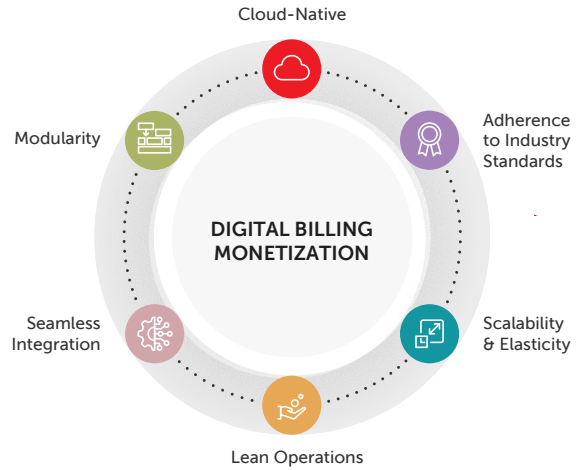 Cloud-Native
Adherence
to Industry
Standards
Modularity
DIGITAL BILLING
MONETIZATION
Seamless
Integration
Scalability
& Elasticity
Lean Operations